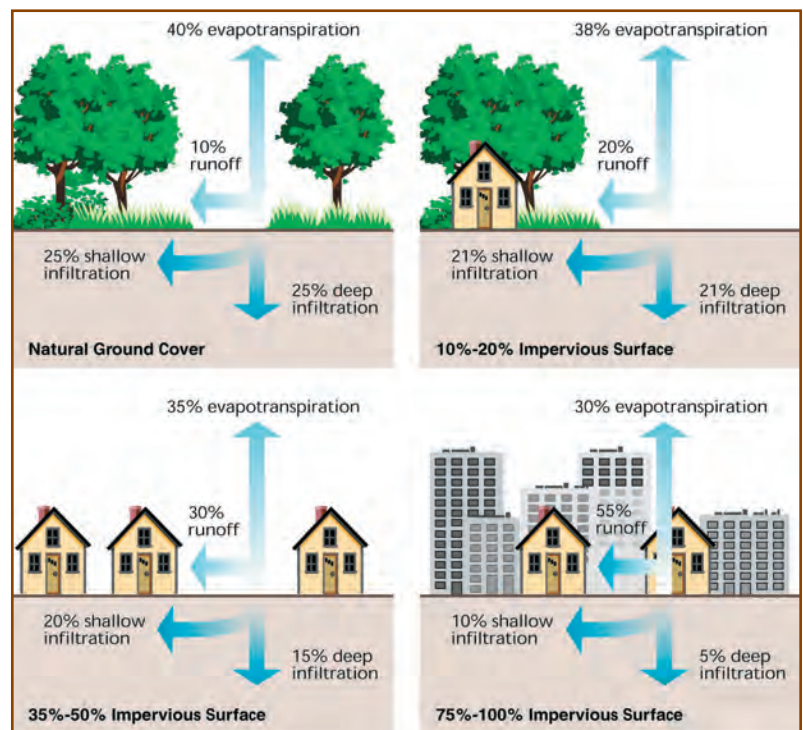 40% evapotranspiration
10%
runoff
25% shallow
infiltration
25% deep
infiltration
Natural Ground Cover
38% evapotranspiration
20%
runoff
21% shallow
infiltration
21% deep
infiltration
10%-20% Impervious Surface
35% evapotranspiration
30%
runoff
20% shallow
infiltration
15% deep
infiltration
35%-50% Impervious Surface
30% evapotranspiration
55%
runoff
10% shallow
infiltration
5% deep
infiltration
75%-100% Impervious Surface